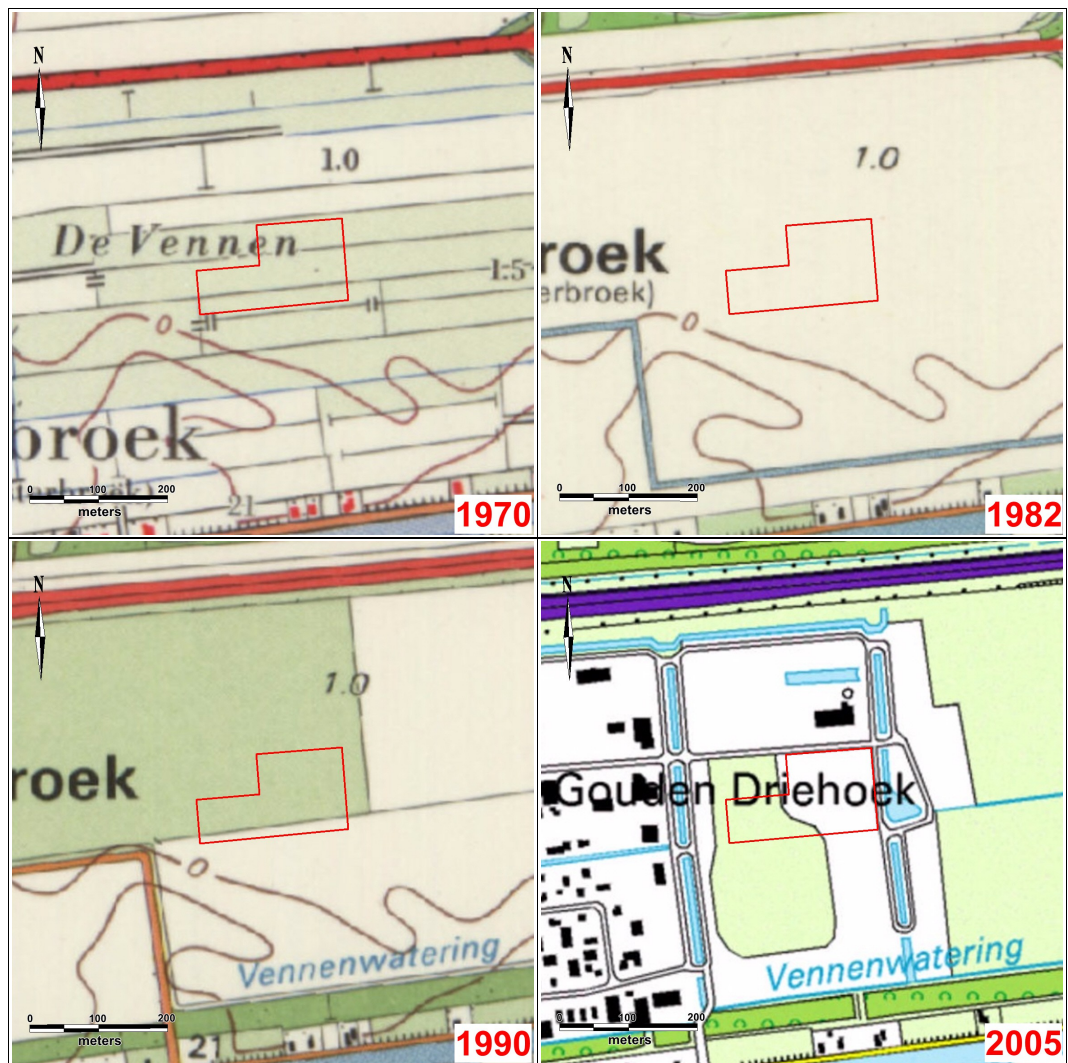 N
1.0
De Vennen
1.5
0
broek
21
0 100 200
meters
1970
N
1.0
roek
erbroek)
0
0 100 200
meters
1982
N
1.0
roek
0
Vennenwatering
0 100 200
meters
21
1990
N
Gouden Driehoek
Vennenwatering
0 100 200
meters
2005